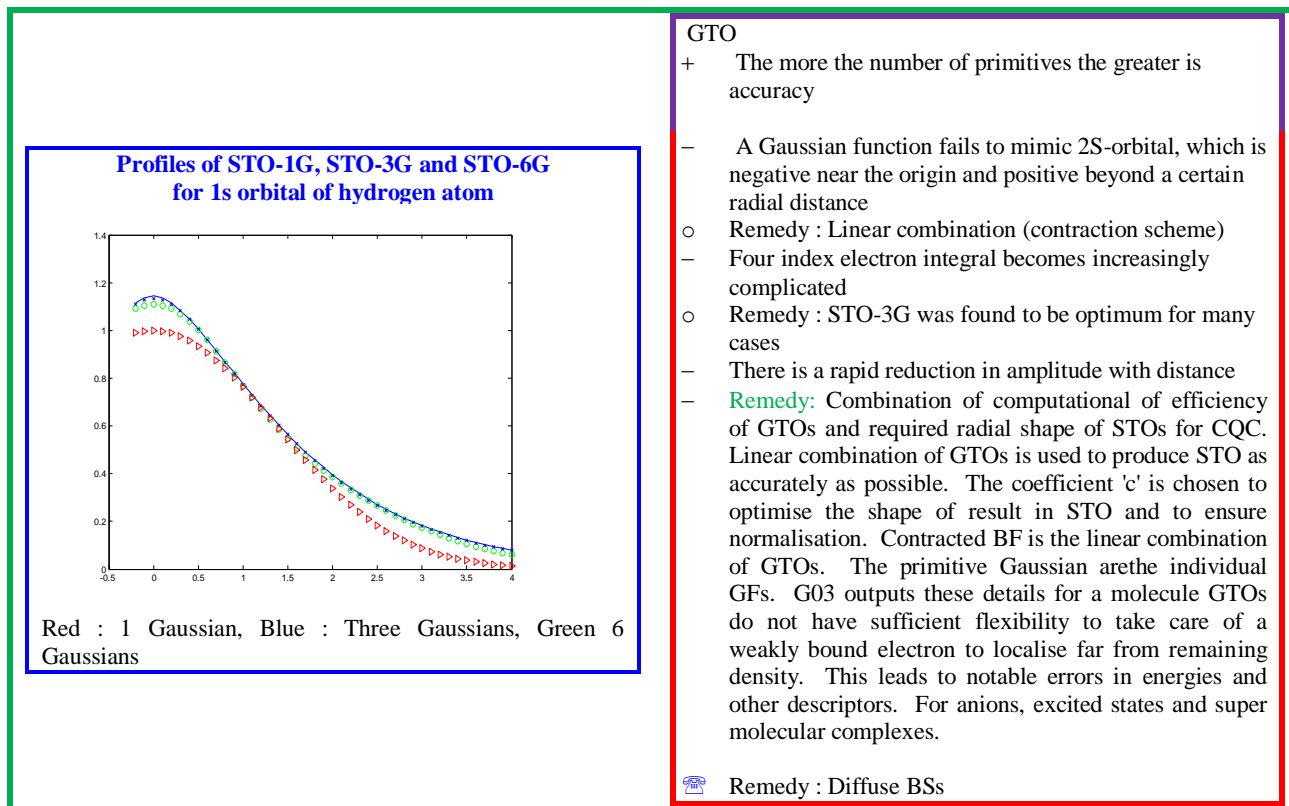 Profiles of STO-1G, STO-3G and STO-6G
for 1s orbital of hydrogen atom
1.4
1.2
1
0.8
0.6
0.4
0.2
0
-0.5 0 0.5 1 1.5 2 2.5 3 3.5 4
Red : 1 Gaussian, Blue : Three Gaussians, Green 6
Gaussians
GTO
+ The more the number of primitives the greater is
accuracy
− A Gaussian function fails to mimic 2S-orbital, which is
negative near the origin and positive beyond a certain
radial distance
o Remedy : Linear combination (contraction scheme)
− Four index electron integral becomes increasingly
complicated
o Remedy : STO-3G was found to be optimum for many
cases
− There is a rapid reduction in amplitude with distance
− Remedy: Combination of computational of efficiency
of GTOs and required radial shape of STOs for CQC.
Linear combination of GTOs is used to produce STO as
accurately as possible. The coefficient 'c' is chosen to
optimise the shape of result in STO and to ensure
normalisation. Contracted BF is the linear combination
of GTOs. The primitive Gaussian arethe individual
GFs. G03 outputs these details for a molecule GTOs
do not have sufficient flexibility to take care of a
weakly bound electron to localise far from remaining
density. This leads to notable errors in energies and
other descriptors. For anions, excited states and super
molecular complexes.
☏ Remedy : Diffuse BSs